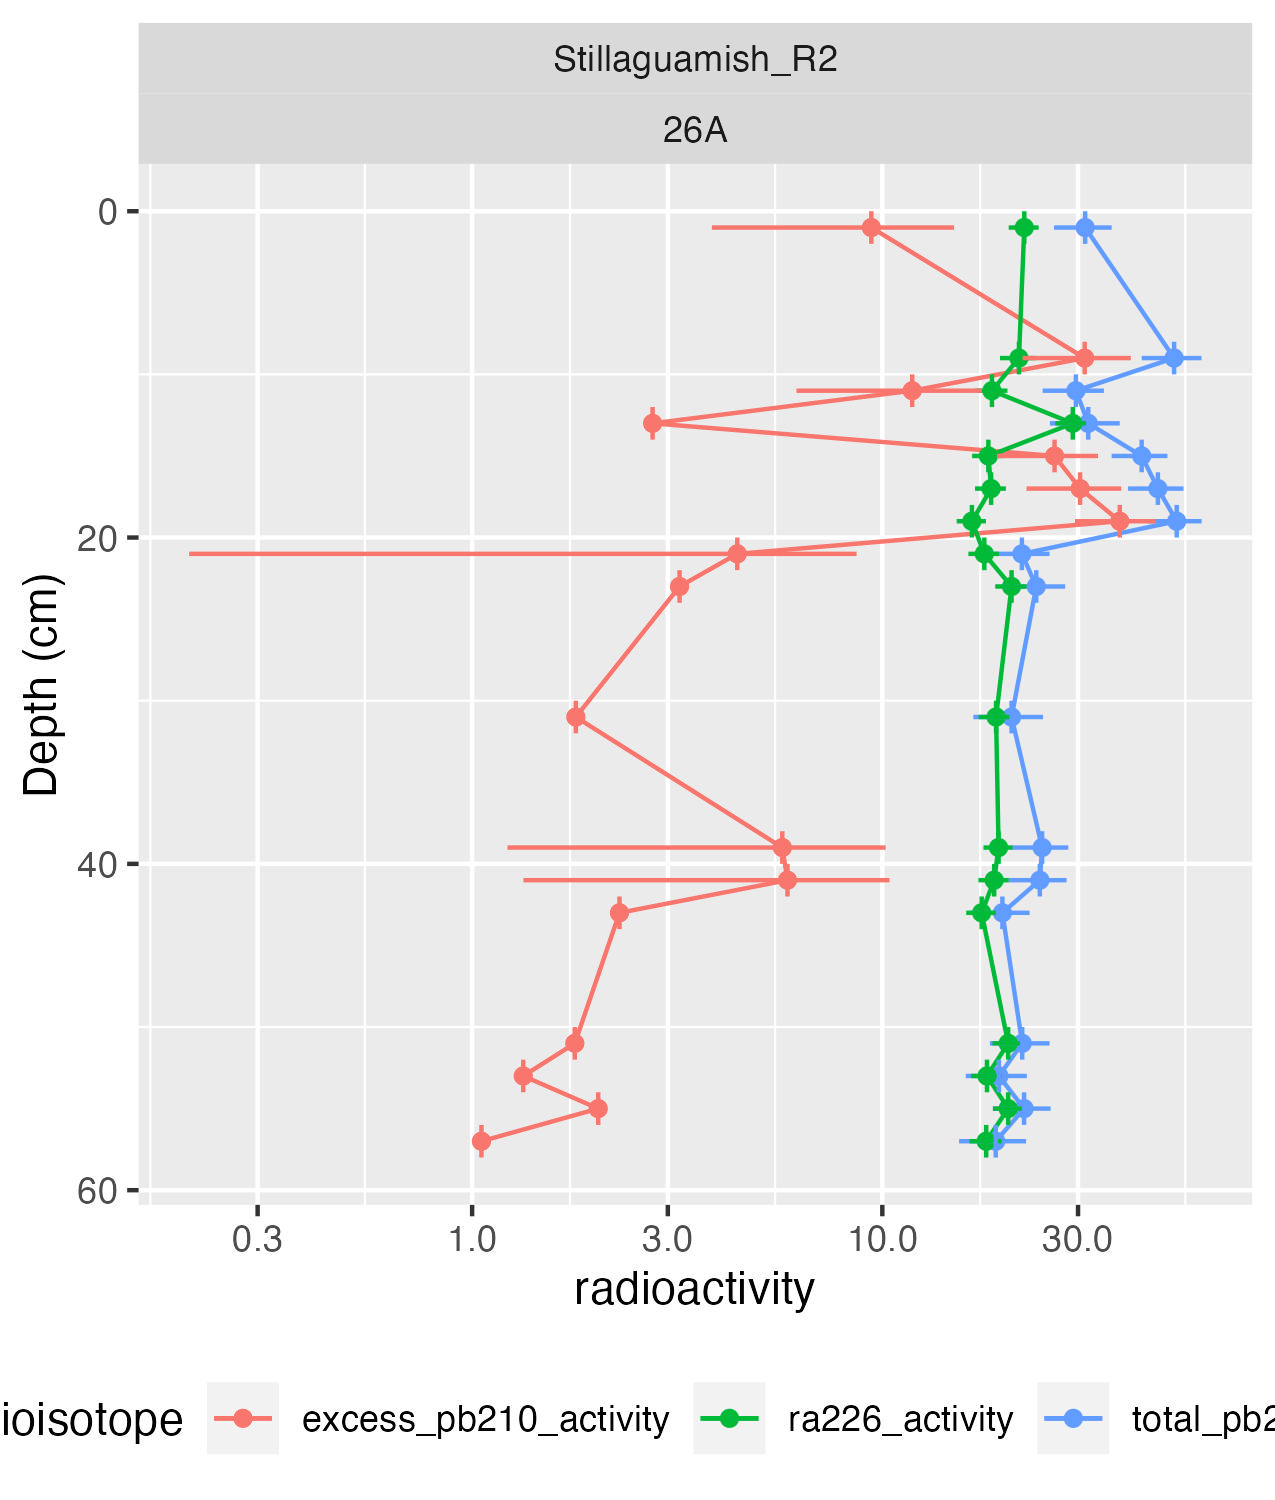 Stillaguamish_R2
26A
0
20
40
60
Depth (cm)
0.3 1.0 3.0 10.0 30.0
radioactivity
ioisotope excess_pb210_activity ra226_activity total_pb2